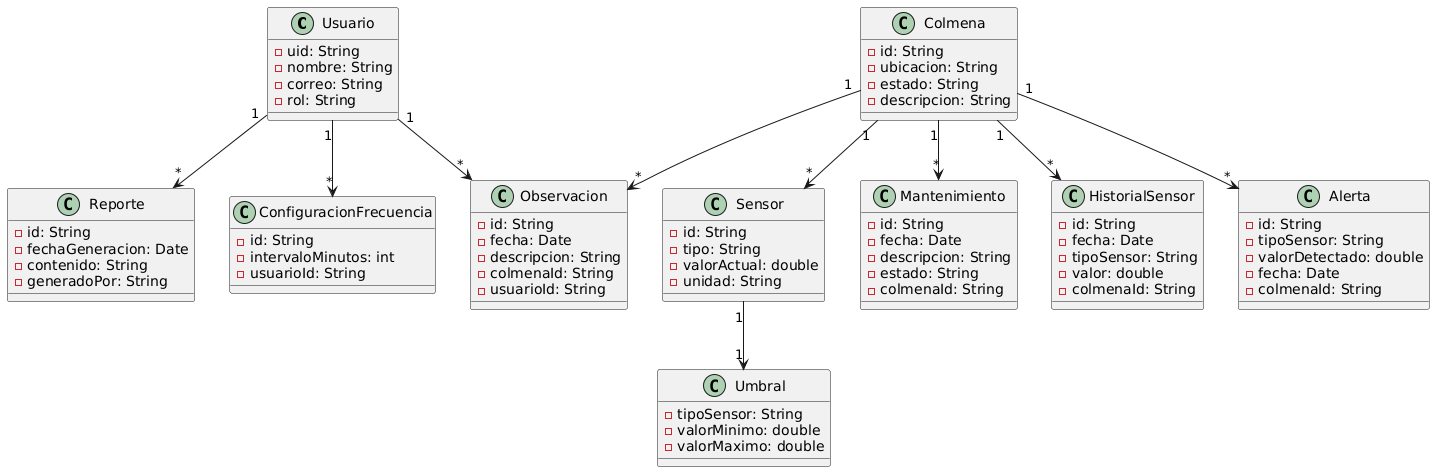 C Usuario
uid: String
nombre: String
correo: String
rol: String
C Colmena
id: String
ubicacion: String
estado: String
descripcion: String
1
1
1
1
1
1
1
1
*
*
*
*
*
*
*
*
C Reporte
id: String
fechaGeneracion: Date
contenido: String
generadoPor: String
C ConfiguracionFrecuencia
id: String
intervaloMinutos: int
usuarioId: String
C Observacion
id: String
fecha: Date
descripcion: String
colmenaId: String
usuarioId: String
C Sensor
id: String
tipo: String
valorActual: double
unidad: String
C Mantenimiento
id: String
fecha: Date
descripcion: String
estado: String
colmenaId: String
C HistorialSensor
id: String
fecha: Date
tipoSensor: String
valor: double
colmenaId: String
C Alerta
id: String
tipoSensor: String
valorDetectado: double
fecha: Date
colmenaId: String
1
1
C Umbral
tipoSensor: String
valorMinimo: double
valorMaximo: double